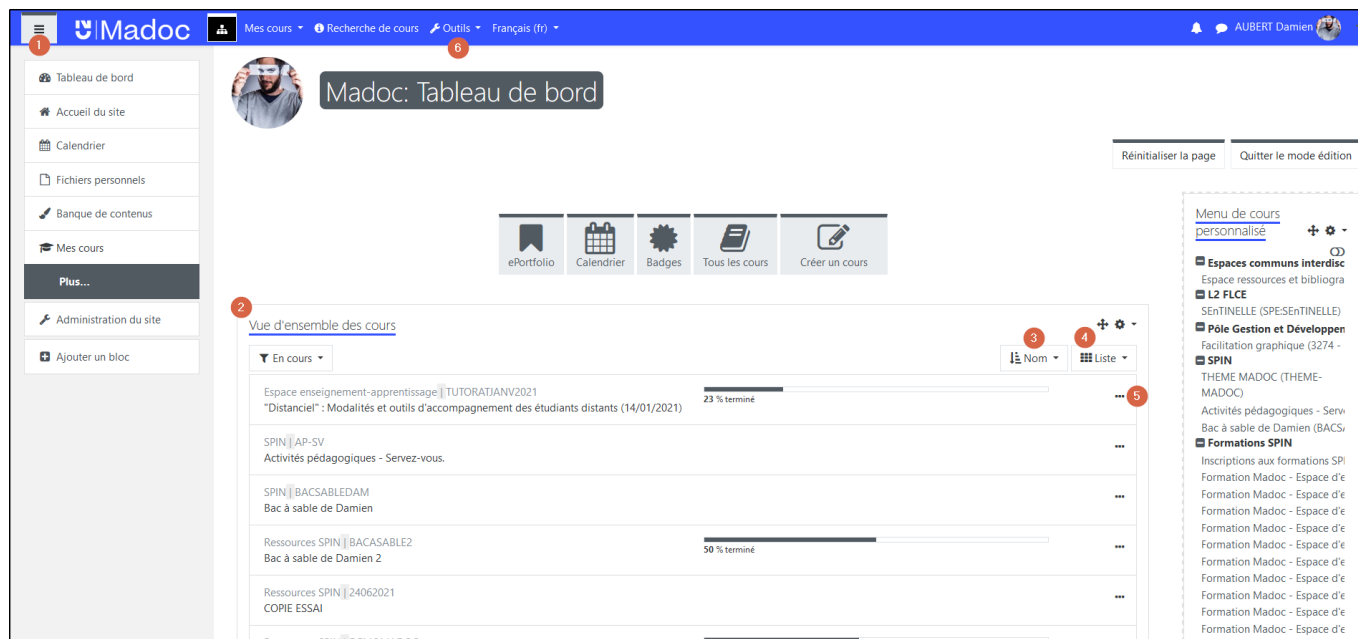 Madoc
Mes cours
Recherche de cours
Outils
Français (fr)
AUBERT Damien
1
6
Tableau de bord
Accueil du site
Calendrier
Fichiers personnels
Banque de contenus
Mes cours
Plus...
Administration du site
Ajouter un bloc
Madoc: Tableau de bord
Réinitialiser la page
Quitter le mode édition
ePortfolio
Calendrier
Badges
Tous les cours
Créer un cours
2
Vue d'ensemble des cours
En cours
3
Nom
4
Liste
Espace enseignement-apprentissage | TUTORATJANV2021
"Distanciel" : Modalités et outils d'accompagnement des étudiants distants (14/01/2021)
23 % terminé
5
SPIN | AP-SV
Activités pédagogiques - Servez-vous.
SPIN | BACSABLEDAM
Bac à sable de Damien
Ressources SPIN | BACASABLE2
Bac à sable de Damien 2
50 % terminé
Ressources SPIN | 24062021
COPIE ESSAI
Menu de cours
personnalisé
Espaces communs interdisc
Espace ressources et bibliogra
L2 FLCE
SEnTINELLE (SPE:SEnTINELLE)
Pôle Gestion et Développen
Facilitation graphique (3274 -
SPIN
THEME MADOC (THEME-
MADOC)
Activités pédagogiques - Serv
Bac à sable de Damien (BACS
Formations SPIN
Inscriptions aux formations SPI
Formation Madoc - Espace d'e
Formation Madoc - Espace d'e
Formation Madoc - Espace d'e
Formation Madoc - Espace d'e
Formation Madoc - Espace d'e
Formation Madoc - Espace d'e
Formation Madoc - Espace d'e
Formation Madoc - Espace d'e
Formation Madoc - Espace d'e
Formation Madoc - Espace d'e